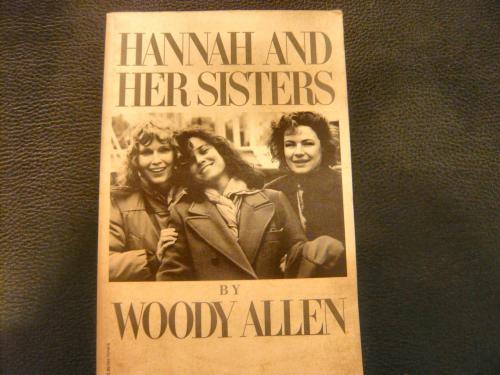 HANNAH AND
HER SISTERS
BY
WOODY ALLEN